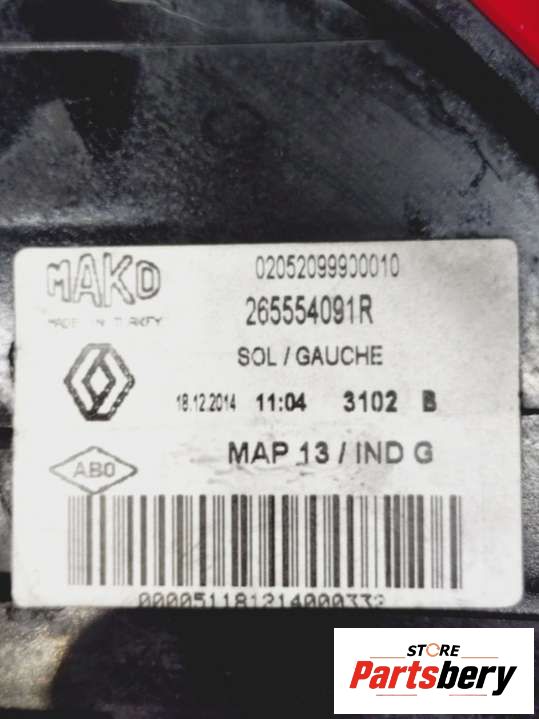 MAKO
02052099900010
MADE IN TURKEY
265554091R
SOL / GAUCHE
18.12.2014 11:04 3102 B
MAP 13 / IND G
ABO
STORE
Partsbery